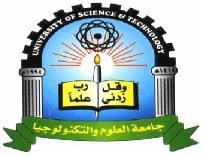 UNIVERSITY OF SCIENCE & TECHNOLOGY
وقل رب
زدني علماً
جامعة العلوم والتكنولوجيا